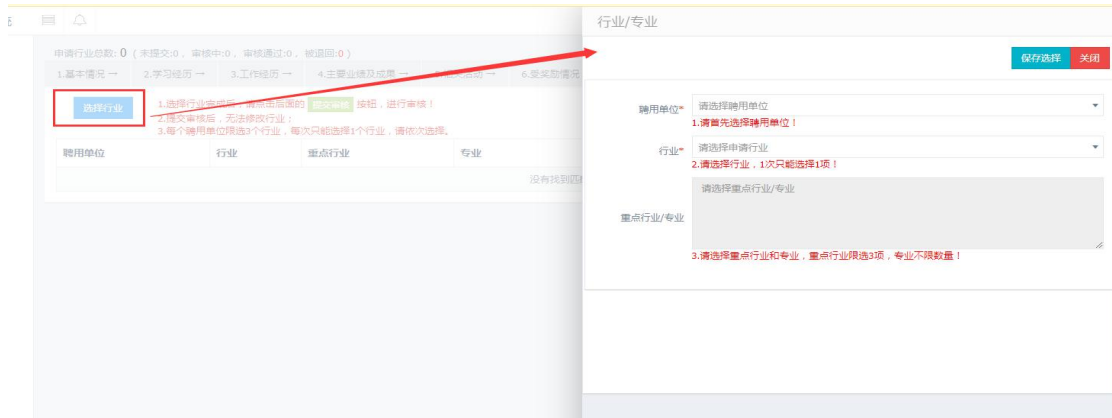 行业/专业
申请行业总数: 0 ( 未提交:0， 审核中:0， 审核通过:0， 被退回:0 )
保存选择 关闭
1.基本情况→ 2.学习经历→ 3.工作经历→ 4.主要业绩及成果→ 6.受奖励情况
选择行业
1.选择行业完成后，请点击后面的 提交审核 按钮，进行审核！
2.提交审核后，无法修改行业；
3.每个聘用单位限选3个行业，每次只能选择1个行业，请依次选择。
聘用单位 行业 重点行业 专业
没有找到匹
聘用单位* 请选择聘用单位
1.请首先选择聘用单位！
行业* 请选择申请行业
2.请选择行业，1次只能选择1项！
重点行业/专业 请选择重点行业/专业
3.请选择重点行业和专业，重点行业限选3项，专业不限数量！